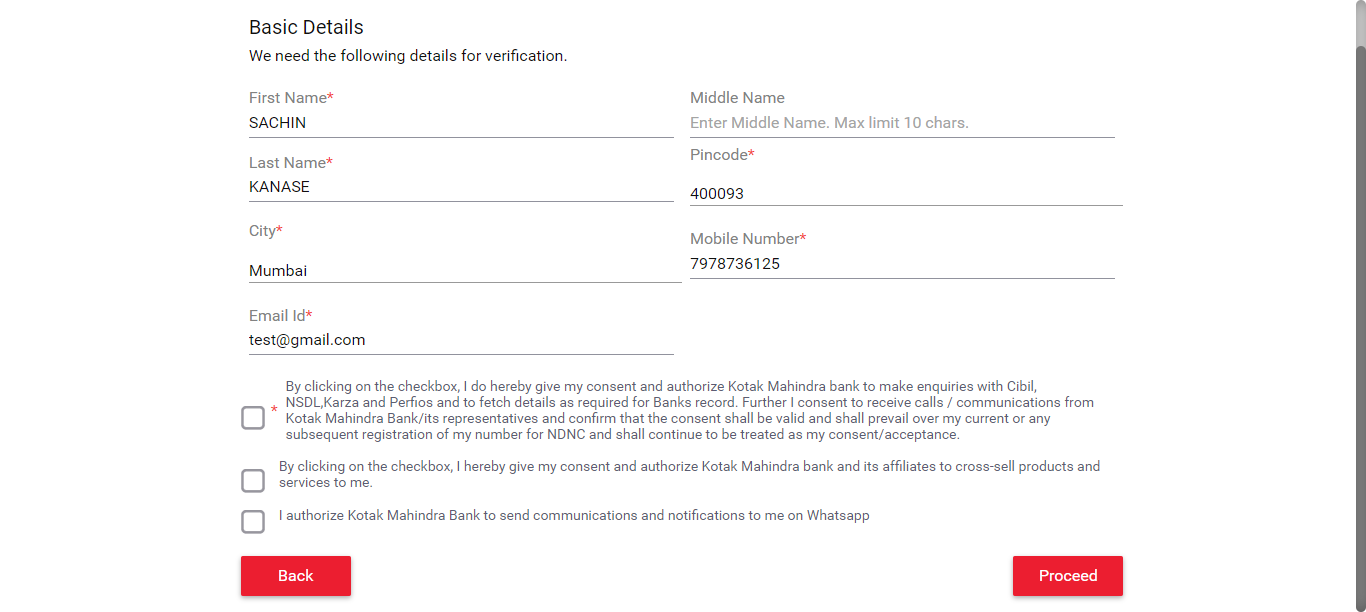 Basic Details
We need the following details for verification.
First Name*
SACHIN
Middle Name
Enter Middle Name. Max limit 10 chars.
Last Name*
KANASE
Pincode*
400093
City*
Mumbai
Mobile Number*
7978736125
Email Id*
test@gmail.com
* By clicking on the checkbox, I do hereby give my consent and authorize Kotak Mahindra bank to make enquiries with Cibil,
NSDL,Karza and Perfios and to fetch details as required for Banks record. Further I consent to receive calls / communications from
Kotak Mahindra Bank/its representatives and confirm that the consent shall be valid and shall prevail over my current or any
subsequent registration of my number for NDNC and shall continue to be treated as my consent/acceptance.
By clicking on the checkbox, I hereby give my consent and authorize Kotak Mahindra bank and its affiliates to cross-sell products and
services to me.
I authorize Kotak Mahindra Bank to send communications and notifications to me on Whatsapp
Back
Proceed